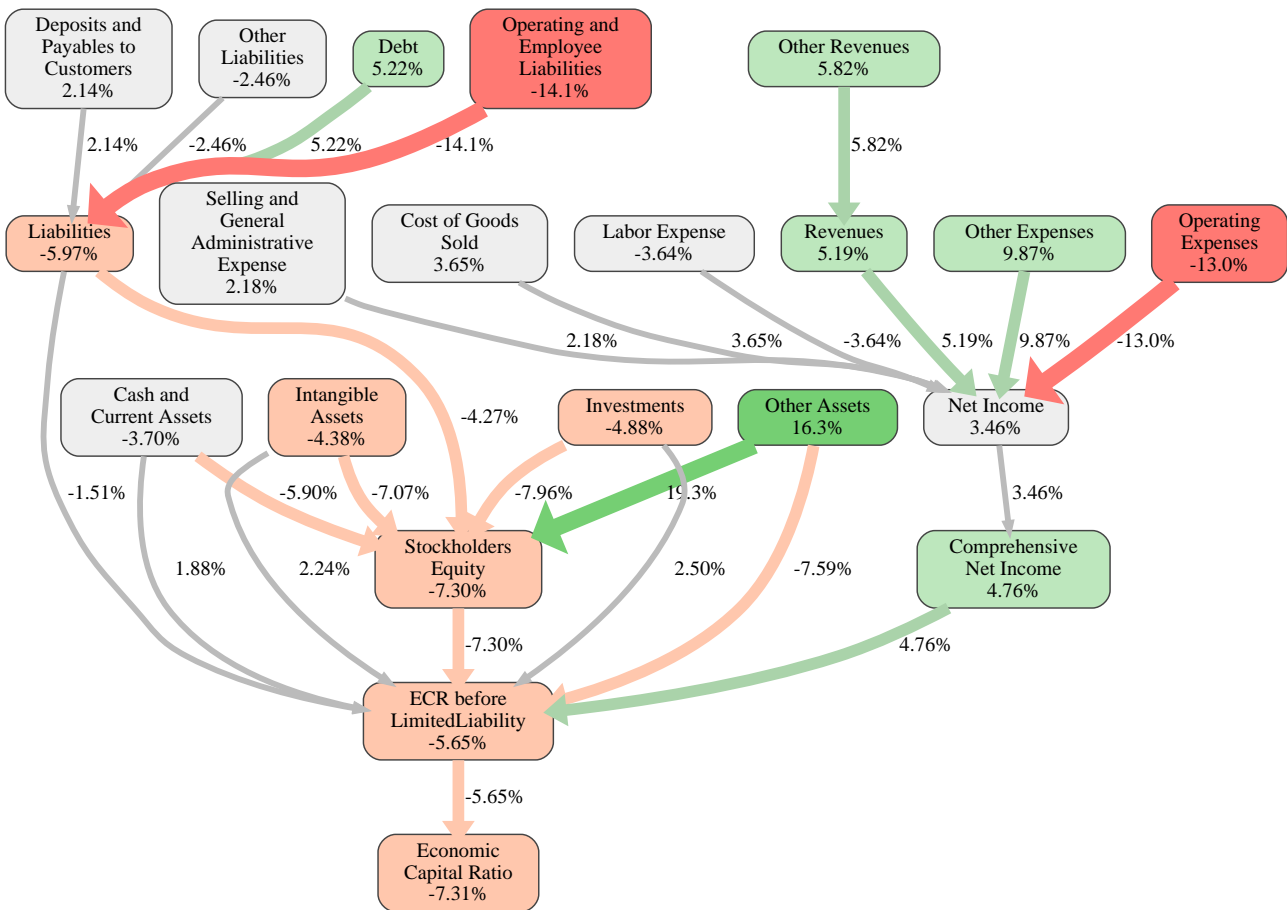 Deposits and
Payables to
Customers
2.14%
Other
Liabilities
-2.46%
Debt
5.22%
Operating and
Employee
Liabilities
-14.1%
Other Revenues
5.82%
2.14%
-2.46%
5.22%
-14.1%
5.82%
Liabilities
-5.97%
Selling and
General
Administrative
Expense
2.18%
Cost of Goods
Sold
3.65%
Labor Expense
-3.64%
Revenues
5.19%
Other Expenses
9.87%
Operating
Expenses
-13.0%
2.18%
3.65%
-3.64%
5.19%
9.87%
-13.0%
Cash and
Current Assets
-3.70%
Intangible
Assets
-4.38%
-4.27%
Investments
-4.88%
Other Assets
16.3%
Net Income
3.46%
-1.51%
-5.90%
-7.07%
-7.96%
19.3%
3.46%
Stockholders
Equity
-7.30%
Comprehensive
Net Income
4.76%
1.88%
2.24%
2.50%
-7.59%
-7.30%
4.76%
ECR before
LimitedLiability
-5.65%
-5.65%
Economic
Capital Ratio
-7.31%